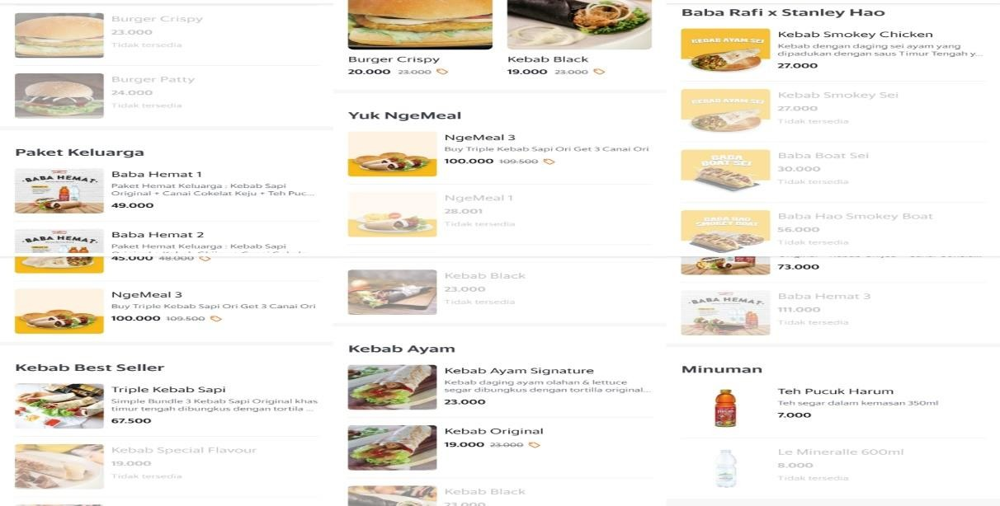 Burger Crispy
23.000
Tidak tersedia
Burger Patty
24.000
Tidak tersedia
Paket Keluarga
BABA HEMAT
Baba Hemat 1
Paket Hemat Keluarga : Kebab Sapi
Original + Canai Cokelat Keju + Teh Puc...
49.000
BABA HEMAT
Baba Hemat 2
Paket Hemat Keluarga : Kebab Sapi
Burger Crispy
20.000 23.000
Kebab Black
19.000 23.000
Yuk NgeMeal
NgeMeal 3
Buy Triple Kebab Sapi Ori Get 3 Canai Ori
100.000 109.500
NgeMeal 1
28.001
Tidak tersedia
Baba Rafi x Stanley Hao
KEBAB AYAM SEI
Kebab Smokey Chicken
Kebab dengan daging sei ayam yang
dipadukan dengan saus Timur Tengah y...
27.000
KEBAB AYAM SEI
Kebab Smokey Sei
27.000
Tidak tersedia
BABA
BOAT SEI
Baba Boat Sei
30.000
Tidak tersedia
BABA HAO
SMOKEY BOAT
Baba Hao Smokey Boat
56.000
Tidak tersedia
45.000 48.000
NgeMeal 3
Buy Triple Kebab Sapi Ori Get 3 Canai Ori
100.000 109.500
Kebab Best Seller
Triple Kebab Sapi
Simple Bundle 3 Kebab Sapi Original khas
timur tengah dibungkus dengan tortila ...
67.500
Kebab Special Flavour
19.000
Tidak tersedia
Kebab Black
23.000
Tidak tersedia
Kebab Ayam
Kebab Ayam Signature
Kebab daging ayam olahan & lettuce
segar dibungkus dengan tortilla original...
23.000
Kebab Original
19.000 23.000
Kebab Black
23.000
73.000
BABA HEMAT
Baba Hemat 3
111.000
Tidak tersedia
Minuman
Teh Pucuk Harum
Teh segar dalam kemasan 350ml
7.000
Le Mineralle 600ml
8.000
Tidak tersedia